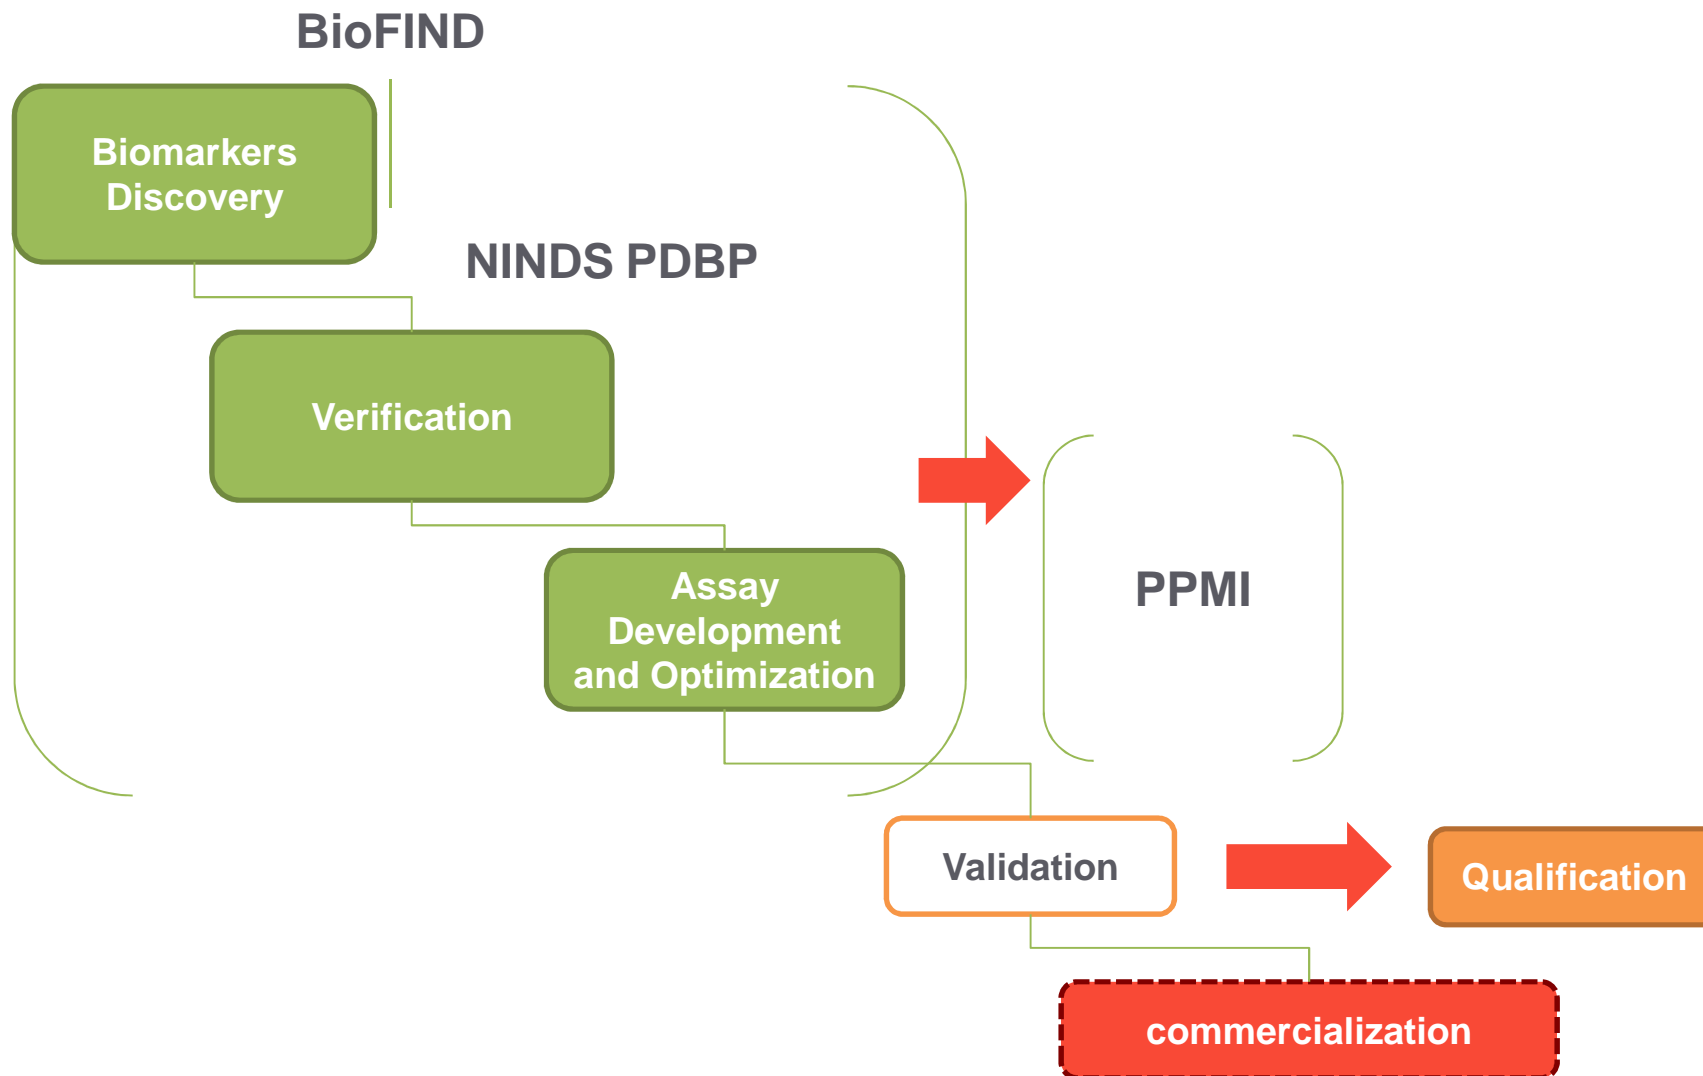 BioFIND
Biomarkers
Discovery
NINDS PDBP
Verification
Assay
Development
and Optimization
PPMI
Validation
Qualification
commercialization